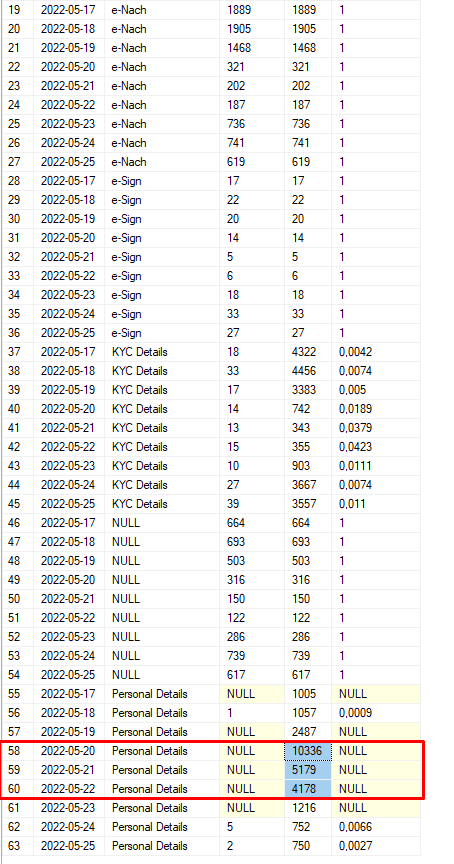 19 2022-05-17 e-Nach 1889 1889 1
20 2022-05-18 e-Nach 1905 1905 1
21 2022-05-19 e-Nach 1468 1468 1
22 2022-05-20 e-Nach 321 321 1
23 2022-05-21 e-Nach 202 202 1
24 2022-05-22 e-Nach 187 187 1
25 2022-05-23 e-Nach 736 736 1
26 2022-05-24 e-Nach 741 741 1
27 2022-05-25 e-Nach 619 619 1
28 2022-05-17 e-Sign 17 17 1
29 2022-05-18 e-Sign 22 22 1
30 2022-05-19 e-Sign 20 20 1
31 2022-05-20 e-Sign 14 14 1
32 2022-05-21 e-Sign 5 5 1
33 2022-05-22 e-Sign 6 6 1
34 2022-05-23 e-Sign 18 18 1
35 2022-05-24 e-Sign 33 33 1
36 2022-05-25 e-Sign 27 27 1
37 2022-05-17 KYC Details 18 4322 0,0042
38 2022-05-18 KYC Details 33 4456 0,0074
39 2022-05-19 KYC Details 17 3383 0,005
40 2022-05-20 KYC Details 14 742 0,0189
41 2022-05-21 KYC Details 13 343 0,0379
42 2022-05-22 KYC Details 15 355 0,0423
43 2022-05-23 KYC Details 10 903 0,0111
44 2022-05-24 KYC Details 27 3667 0,0074
45 2022-05-25 KYC Details 39 3557 0,011
46 2022-05-17 NULL 664 664 1
47 2022-05-18 NULL 693 693 1
48 2022-05-19 NULL 503 503 1
49 2022-05-20 NULL 316 316 1
50 2022-05-21 NULL 150 150 1
51 2022-05-22 NULL 122 122 1
52 2022-05-23 NULL 286 286 1
53 2022-05-24 NULL 739 739 1
54 2022-05-25 NULL 617 617 1
55 2022-05-17 Personal Details NULL 1005 NULL
56 2022-05-18 Personal Details 1 1057 0,0009
57 2022-05-19 Personal Details NULL 2487 NULL
58 2022-05-20 Personal Details NULL 10336 NULL
59 2022-05-21 Personal Details NULL 5179 NULL
60 2022-05-22 Personal Details NULL 4178 NULL
61 2022-05-23 Personal Details NULL 1216 NULL
62 2022-05-24 Personal Details 5 752 0,0066
63 2022-05-25 Personal Details 2 750 0,0027